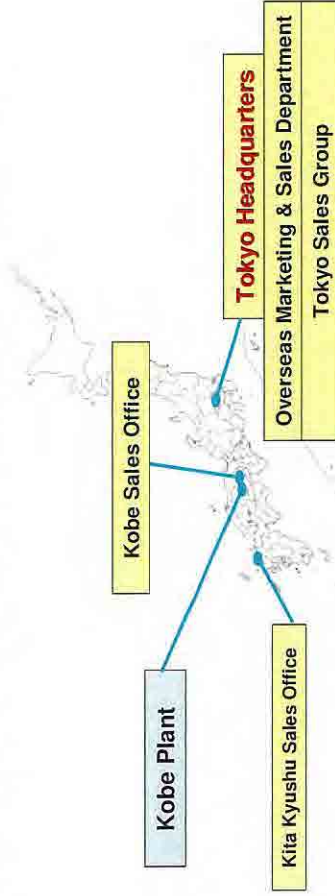 Kobe Sales Office
Kobe Plant
Tokyo Headquarters
Overseas Marketing & Sales Department
Tokyo Sales Group
Kita Kyushu Sales Office